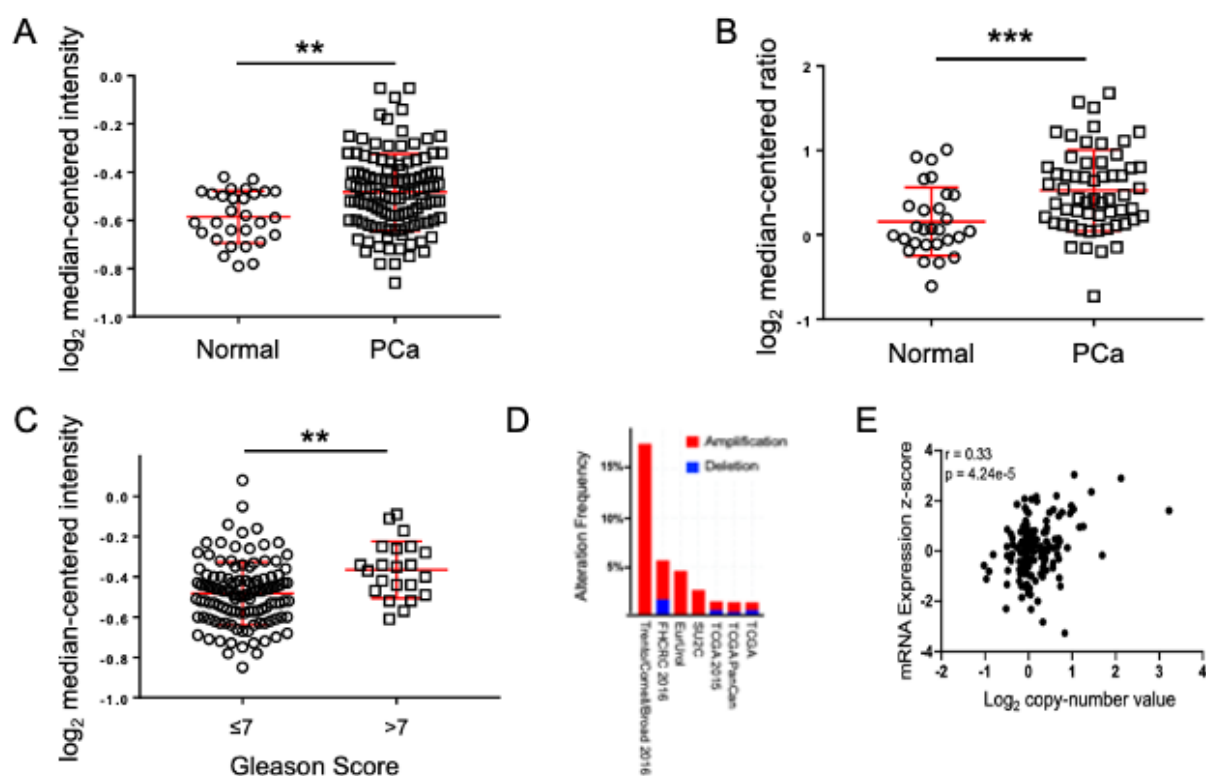 A
log2 median-centered intensity
**
0.0
-0.2
-0.4
-0.6
-0.8
-1.0
Normal PCa
B
log2 median-centered ratio
***
2
1
0
-1
Normal PCa
C
log2 median-centered intensity
**
0.0
-0.2
-0.4
-0.6
-0.8
-1.0
≤7 >7
Gleason Score
D
Alteration Frequency
Amplification
Deletion
15%
10%
5%
Trento/Cornell/Broad 2016
FHCRC 2016
EurUrol
SU2C
TCGA 2015
TCGA PanCan
TCGA
E
mRNA Expression z-score
r = 0.33
p = 4.24e-5
4
2
0
-2
-4
-2 -1 0 1 2 3 4
Log2 copy-number value